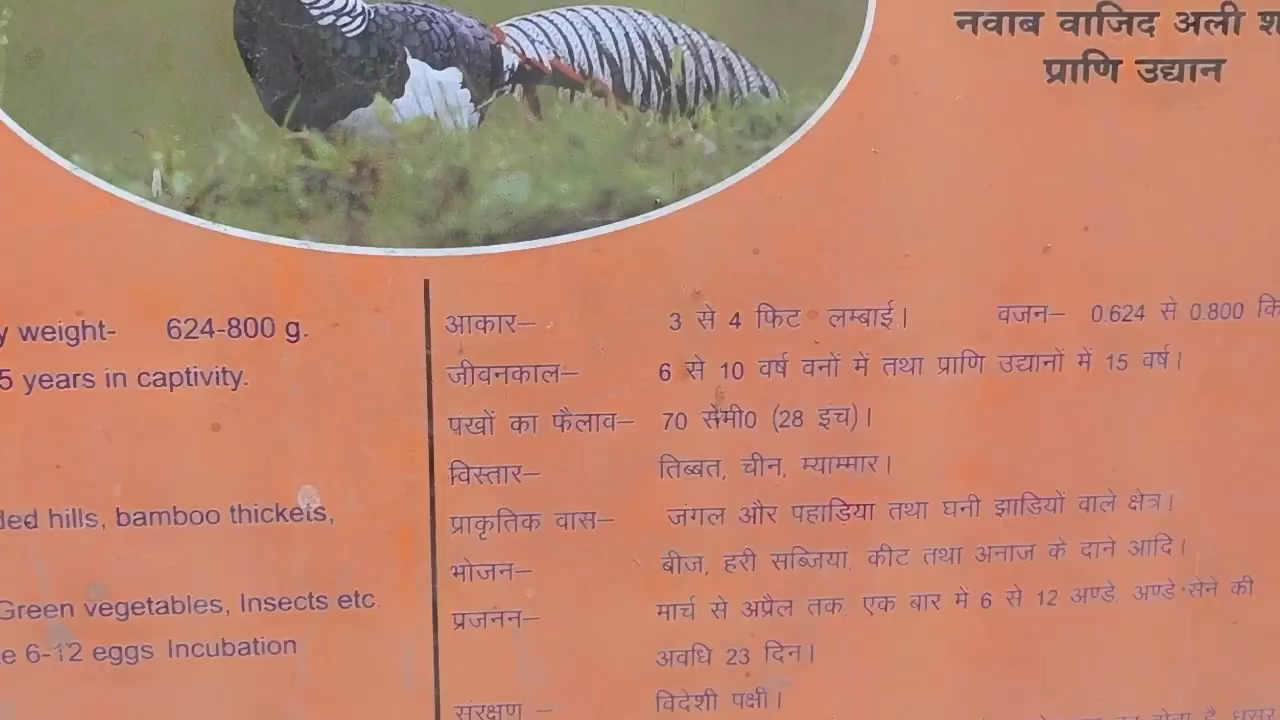 नवाब वाजिद अली
प्राणि उद्यान
weight- 624-800 g.
5 years in captivity.
hills, bamboo thickets,
Green vegetables, Insects etc.
6-12 eggs Incubation
आकार– 3 से 4 फिट लम्बाई। वजन– 0.624 से 0.800
जीवनकाल– 6 से 10 वर्ष वनों में तथा प्राणि उद्यानों में 15 वर्ष।
पखों का फैलाव– 70 सेमी0 (28 इंच)।
विस्तार– तिब्बत, चीन, म्याम्मार।
प्राकृतिक वास– जंगल और पहाडिया तथा घनी झाडियों वाले क्षेत्र।
भोजन– बीज, हरी सब्जिया, कीट तथा अनाज के दाने आदि।
प्रजनन– मार्च से अप्रैल तक, एक बार में 6 से 12 अण्डे, अण्डे सेने की
अवधि 23 दिन।
संरक्षण – विदेशी पक्षी।